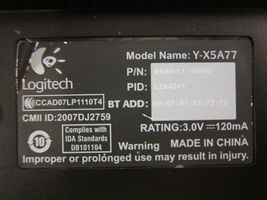 Logitech
Model Name: Y-X5A77
P/N:
PID:
CCAD07LP1110T4
CMII ID: 2007DJ2759
BT ADD:
Complies with
IDA Standards
DB101104
RATING: 3.0V ⎓ 120mA
10
Warning MADE IN CHINA
Improper or prolonged use may result in injury.